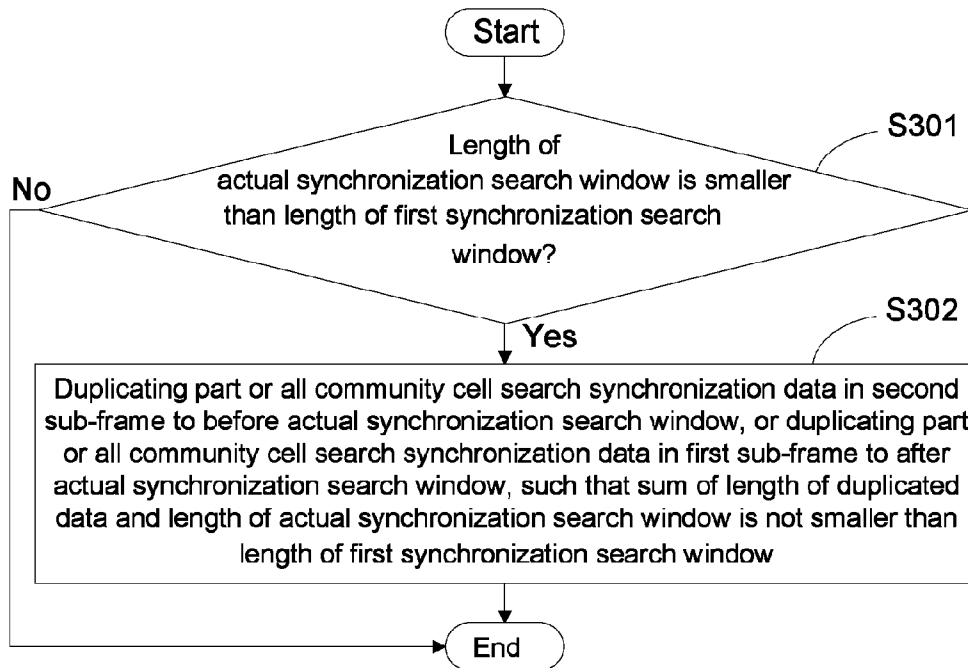 Start
S301
Length of
actual synchronization search window is smaller
than length of first synchronization search
window?
No
Yes
S302
Duplicating part or all community cell search synchronization data in second
sub-frame to before actual synchronization search window, or duplicating part
or all community cell search synchronization data in first sub-frame to after
actual synchronization search window, such that sum of length of duplicated
data and length of actual synchronization search window is not smaller than
length of first synchronization search window
End